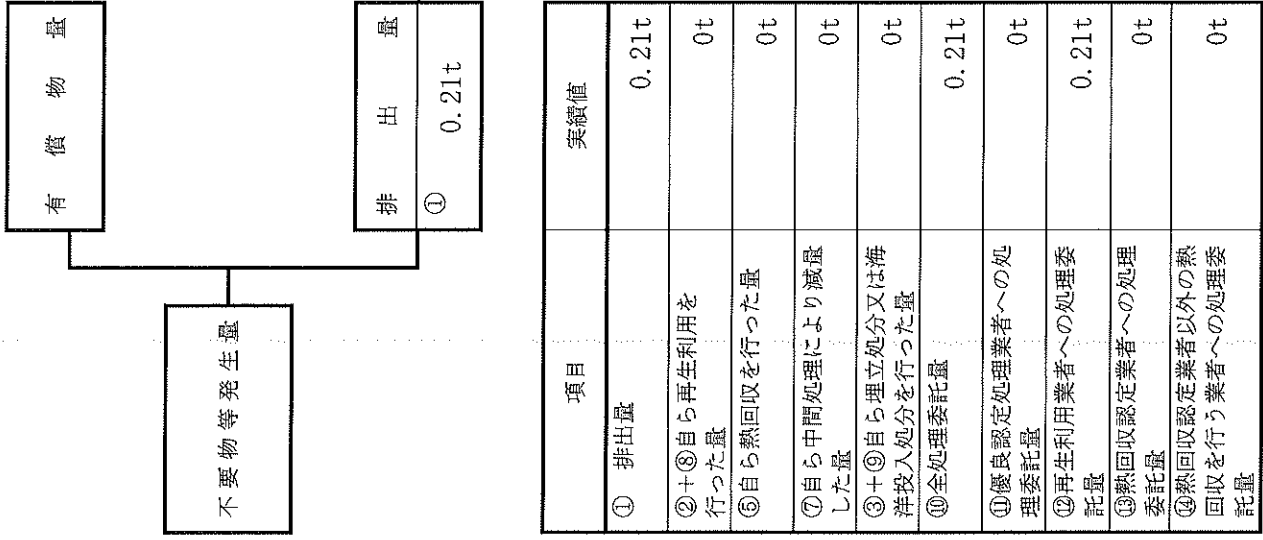 不要物等発生量
有償物量
排出量
①
0.21t
項目
実績値
① 排出量
0.21t
②+⑧自ら再生利用を
行った量
0t
⑤自ら熱回収を行った量
0t
⑦自ら中間処理により減量
した量
0t
③+⑨自ら埋立処分又は海
洋投入処分を行った量
0t
⑩全処理委託量
0.21t
⑪優良認定処理業者への処
理委託量
0t
⑫再生利用業者への処理委
託量
0.21t
⑬熱回収認定業者への処理
委託量
0t
⑭熱回収認定業者以外の熱
回収を行う業者への処理委
託量
0t